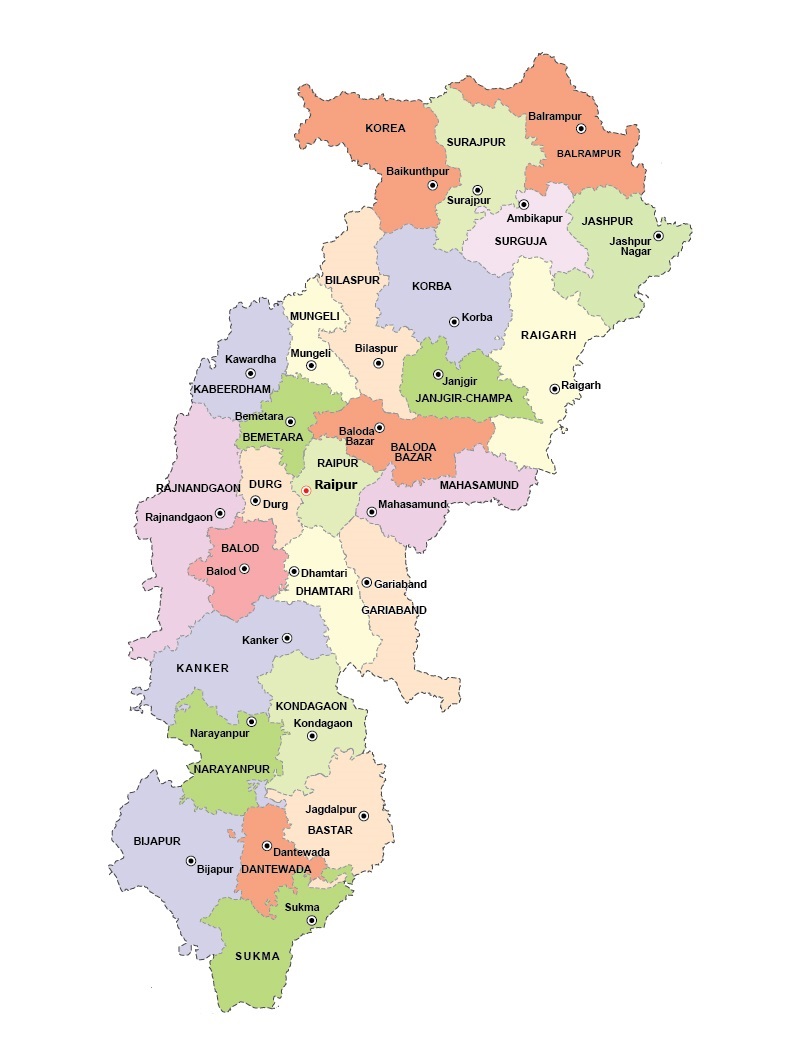 Balrampur
KOREA
SURAJPUR
BALRAMPUR
Baikunthpur
Surajpur
Ambikapur
JASHPUR
SURGUJA
Jashpur
Nagar
BILASPUR
KORBA
MUNGELI
Korba
RAIGARH
Mungeli
Bilaspur
Kawardha
KABEERDHAM
Janjgir
Raigarh
JANJGIR-CHAMPA
Bemetara
BEMETARA
Baloda
Bazar
BALODA
BAZAR
RAIPUR
RAJNANDGAON
DURG
Raipur
MAHASAMUND
Durg
Mahasamund
Rajnandgaon
BALOD
Balod
Dhamtari
DHAMTARI
Gariaband
GARIABAND
Kanker
KANKER
KONDAGAON
Kondagaon
Narayanpur
NARAYANPUR
Jagdalpur
BASTAR
BIJAPUR
Bijapur
Dantewada
DANTEWADA
Sukma
SUKMA